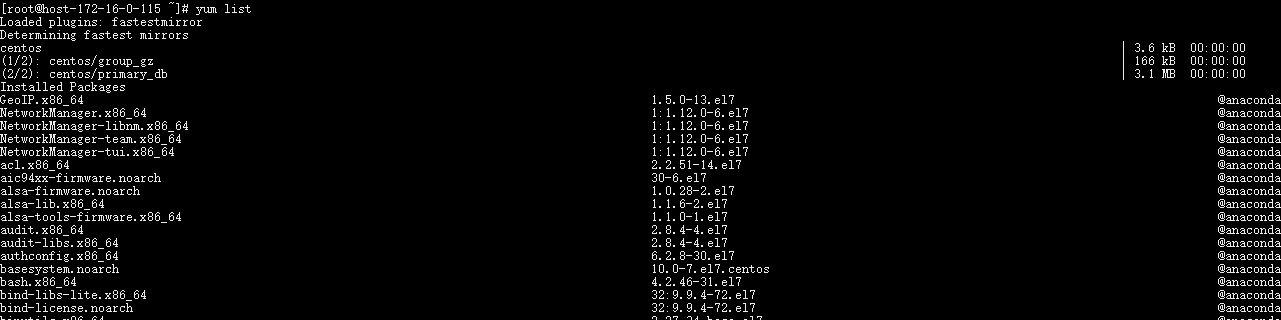 [root@host-172-16-0-115 ~]# yum list
Loaded plugins: fastestmirror
Determining fastest mirrors
centos | 3.6 kB 00:00:00
(1/2): centos/group_gz | 166 kB 00:00:00
(2/2): centos/primary_db | 3.1 MB 00:00:00
Installed Packages
GeoIP.x86_64 1.5.0-13.el7 @anaconda
NetworkManager.x86_64 1:1.12.0-6.el7 @anaconda
NetworkManager-libnm.x86_64 1:1.12.0-6.el7 @anaconda
NetworkManager-team.x86_64 1:1.12.0-6.el7 @anaconda
NetworkManager-tui.x86_64 1:1.12.0-6.el7 @anaconda
acl.x86_64 2.2.51-14.el7 @anaconda
aic94xx-firmware.noarch 30-6.el7 @anaconda
alsa-firmware.noarch 1.0.28-2.el7 @anaconda
alsa-lib.x86_64 1.1.6-2.el7 @anaconda
alsa-tools-firmware.x86_64 1.1.0-1.el7 @anaconda
audit.x86_64 2.8.4-4.el7 @anaconda
audit-libs.x86_64 2.8.4-4.el7 @anaconda
authconfig.x86_64 6.2.8-30.el7 @anaconda
basesystem.noarch 10.0-7.el7.centos @anaconda
bash.x86_64 4.2.46-31.el7 @anaconda
bind-libs-lite.x86_64 32:9.9.4-72.el7 @anaconda
bind-license.noarch 32:9.9.4-72.el7 @anaconda